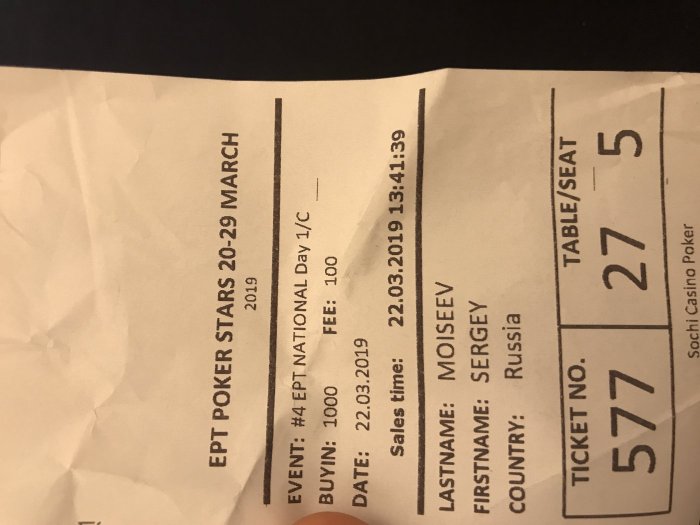 EPT POKER STARS 20-29 MARCH
2019
EVENT: #4 EPT NATIONAL Day 1/C
BUYIN: 1000 FEE: 100
DATE: 22.03.2019
Sales time: 22.03.2019 13:41:39
LASTNAME: MOISEEV
FIRSTNAME: SERGEY
COUNTRY: Russia
TICKET NO. TABLE/SEAT
577 27 5
Sochi Casino Poker